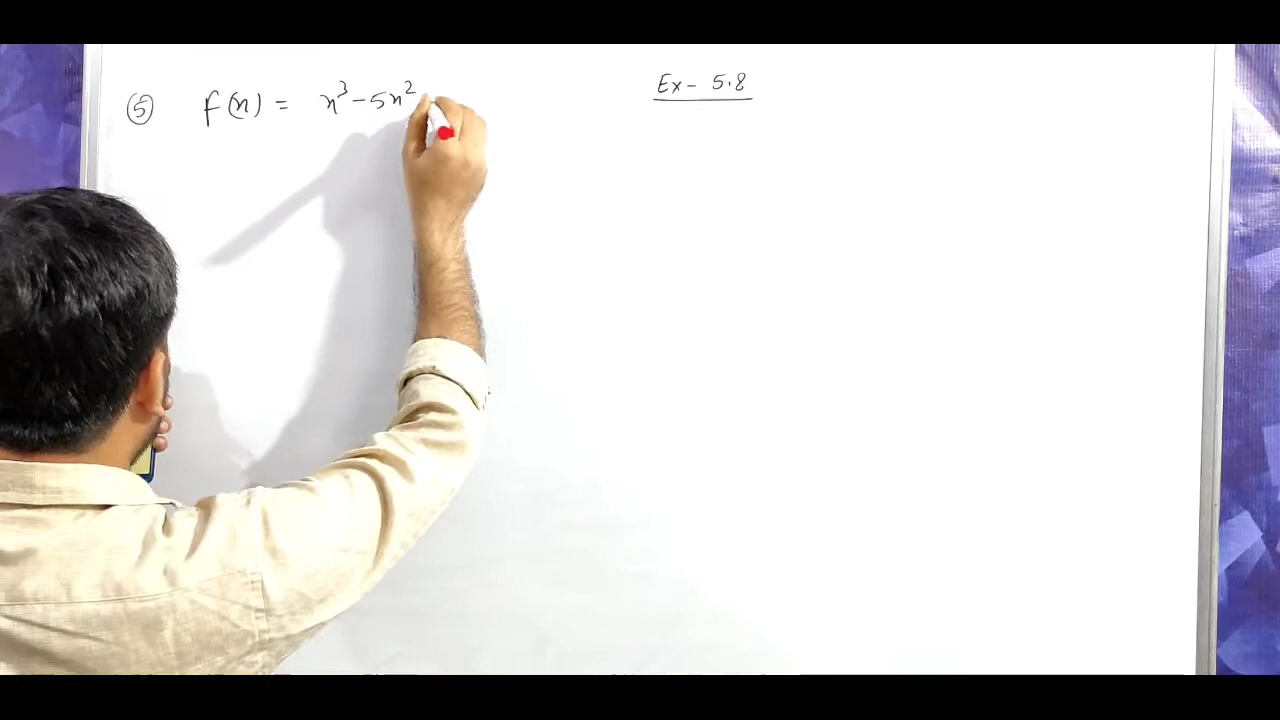 ⑤ f(x) = x³ - 5x²
Ex - 5.8